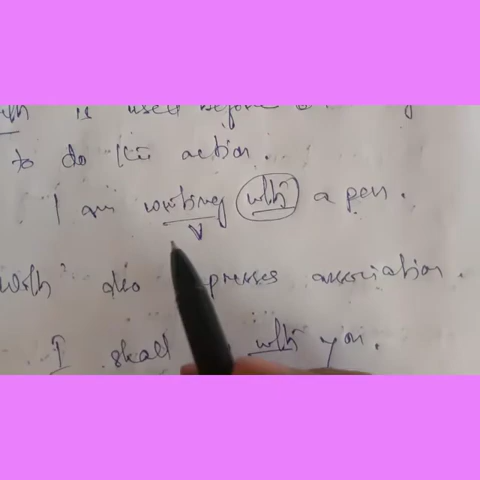 is used before
to do the action.
I am writing with a pen.
V
with also expresses association.
I shall with you.